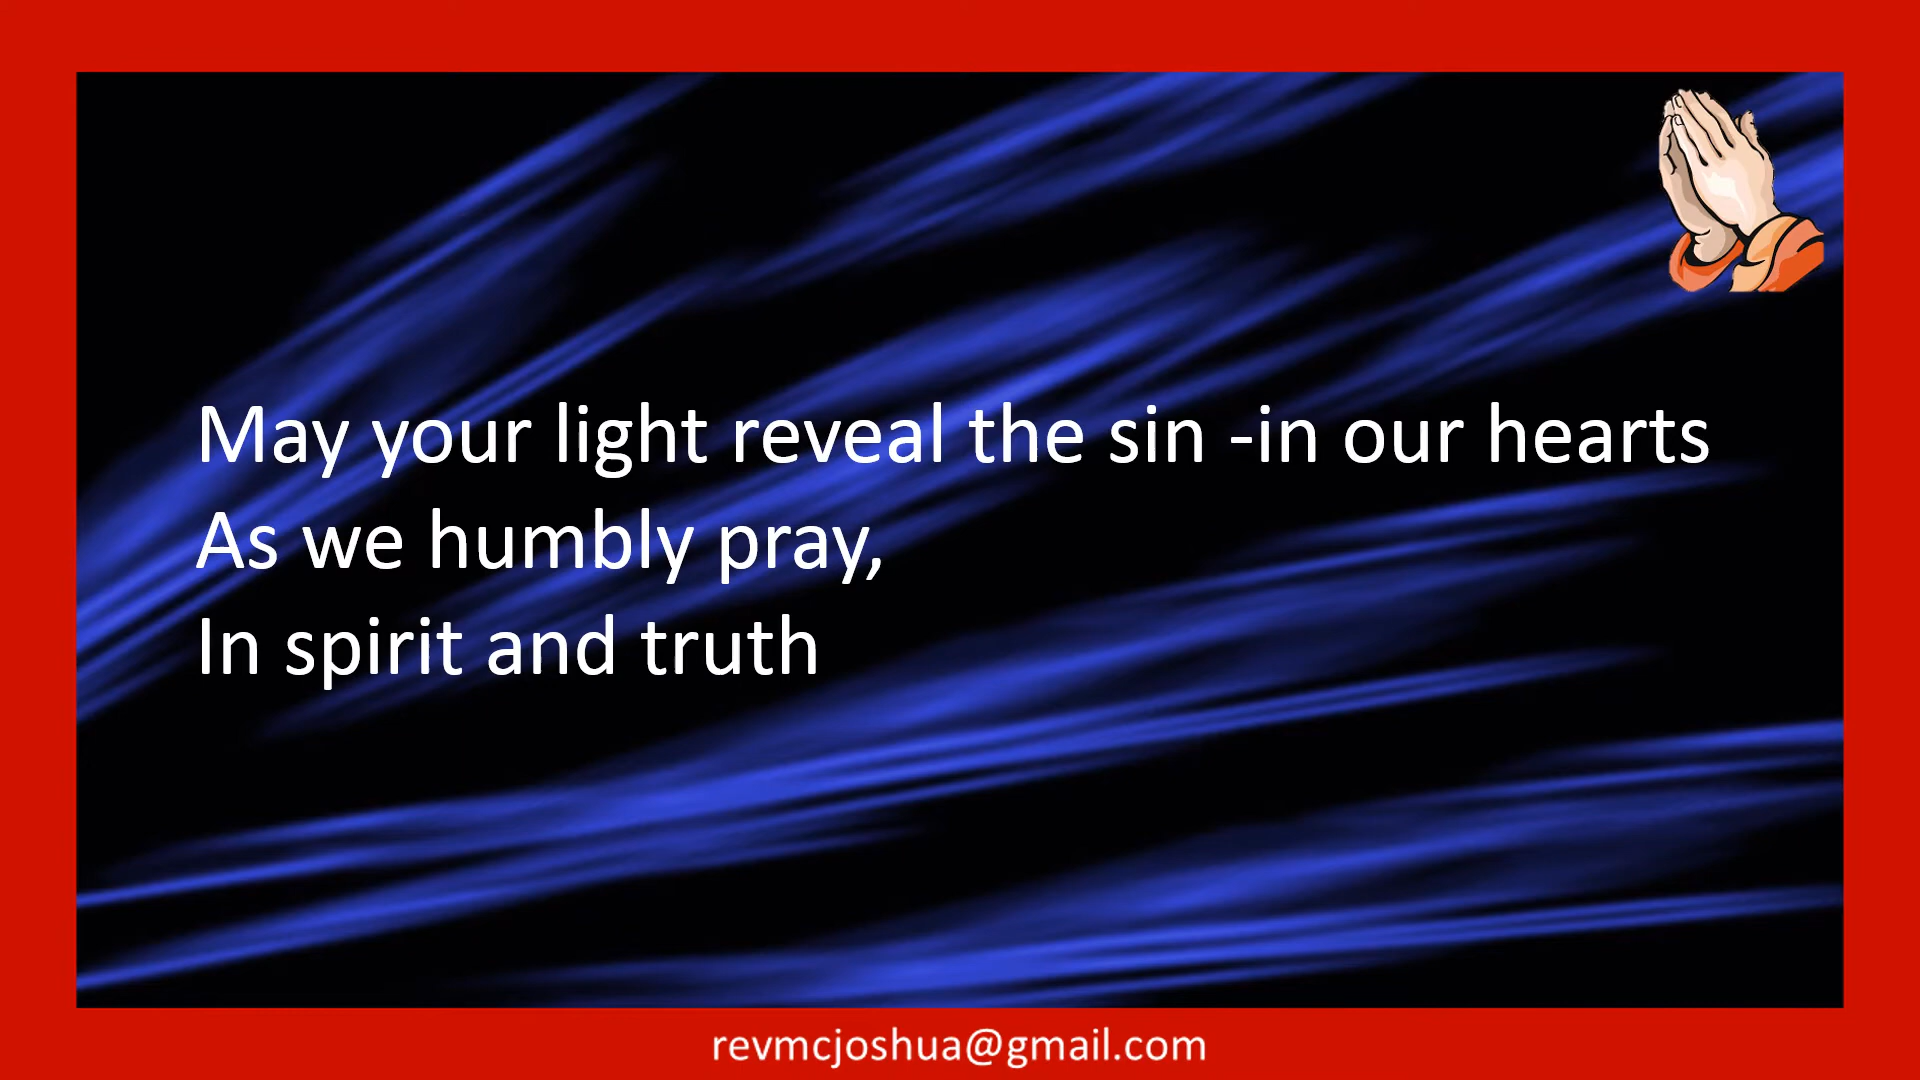 May your light reveal the sin -in our hearts
As we humbly pray,
In spirit and truth
revmcjoshua@gmail.com